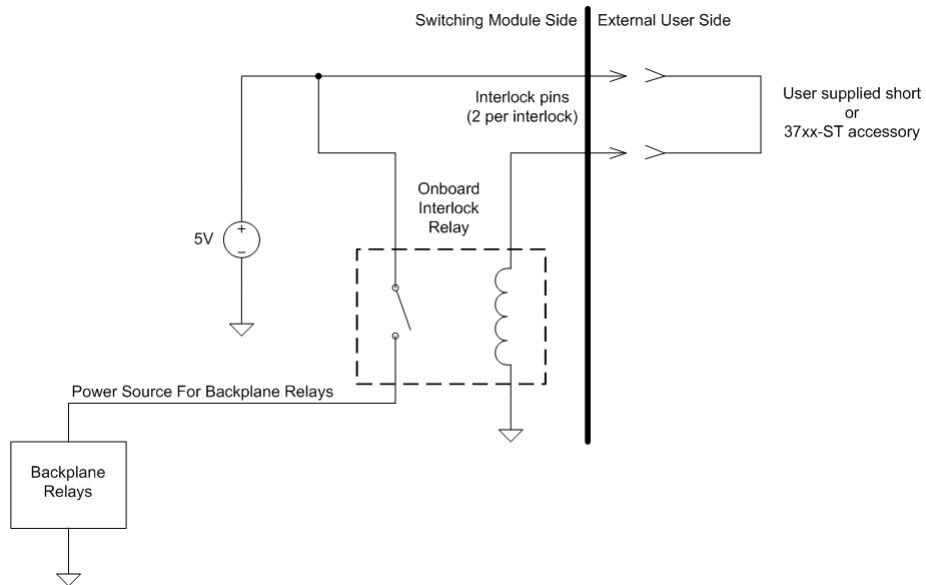 Switching Module Side
External User Side
Interlock pins
(2 per interlock)
User supplied short
or
37xx-ST accessory
Onboard
Interlock
Relay
5V
+
–
Power Source For Backplane Relays
Backplane
Relays